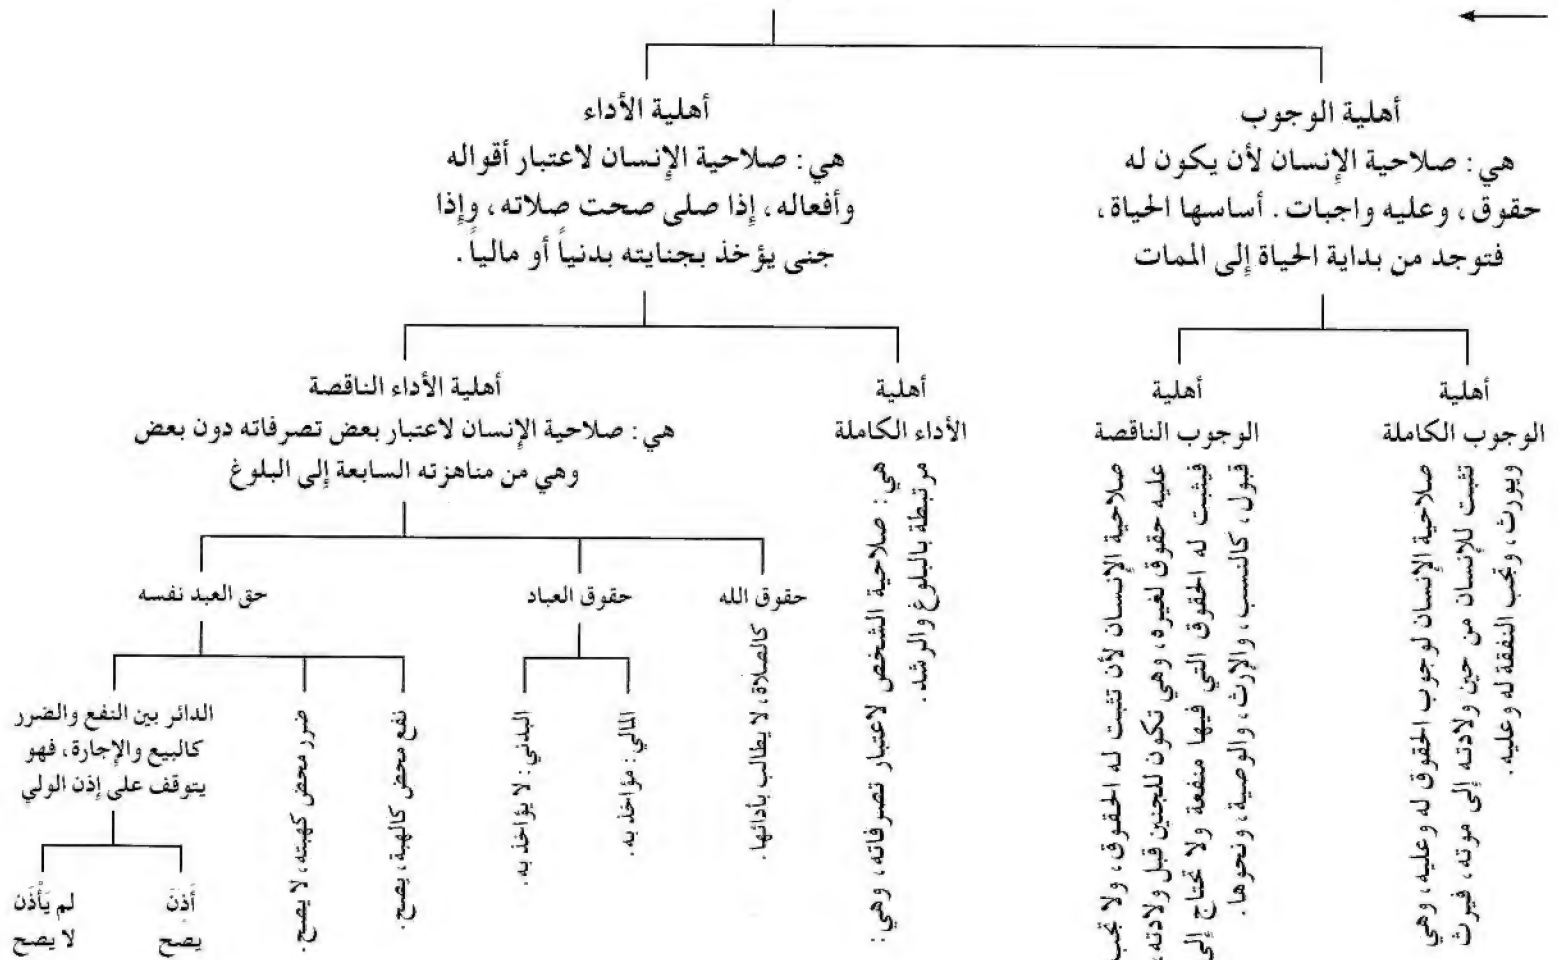 أهلية الوجوب
هي: صلاحية الإنسان لأن يكون له
حقوق، وعليه واجبات. أساسها الحياة،
فتوجد من بداية الحياة إلى الممات
أهلية الأداء
هي: صلاحية الإنسان لاعتبار أقواله
وأفعاله، إذا صلى صحت صلاته، وإذا
جنى يؤخذ بجنايته بدنياً أو مالياً.
أهلية
الوجوب الكاملة
صلاحية الإنسان لوجوب الحقوق له وعليه، وهي
تثبت للإنسان من حين ولادته إلى موته، فيرث
ويورث، وتجب النفقة له وعليه.
أهلية
الوجوب الناقصة
صلاحية الإنسان لأن تثبت له الحقوق، ولا تجب
عليه حقوق لغيره، وهي تكون للجنين قبل ولادته،
فيثبت له الحقوق التي فيها منفعة ولا تحتاج إلى
قبول، كالنسب، والإرث، والوصية، ونحوها.
أهلية
الأداء الكاملة
هي: صلاحية الشخص لاعتبار تصرفاته، وهي:
مرتبطة بالبلوغ والرشد.
أهلية الأداء الناقصة
هي: صلاحية الإنسان لاعتبار بعض تصرفاته دون بعض
وهي من مناهزته السابعة إلى البلوغ
حقوق الله
كالصلاة، لا يطالب بأدائها.
حقوق العباد
المالي: مؤاخذ به.
البدني: لا يؤاخذ به.
حق العبد نفسه
نفع محض كالهبة، يصح.
ضرر محض كهبته، لا يصح.
الدائر بين النفع والضرر
كالبيع والإجارة، فهو
يتوقف على إذن الولي
أذن
يصح
لم يأذن
لا يصح